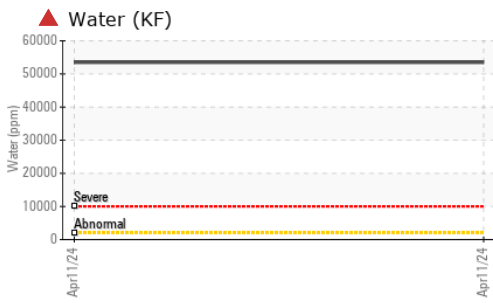 Water (KF)
60000
50000
40000
30000
20000
10000
0
Water (ppm)
Severe
Abnormal
Apr11/24
Apr11/24